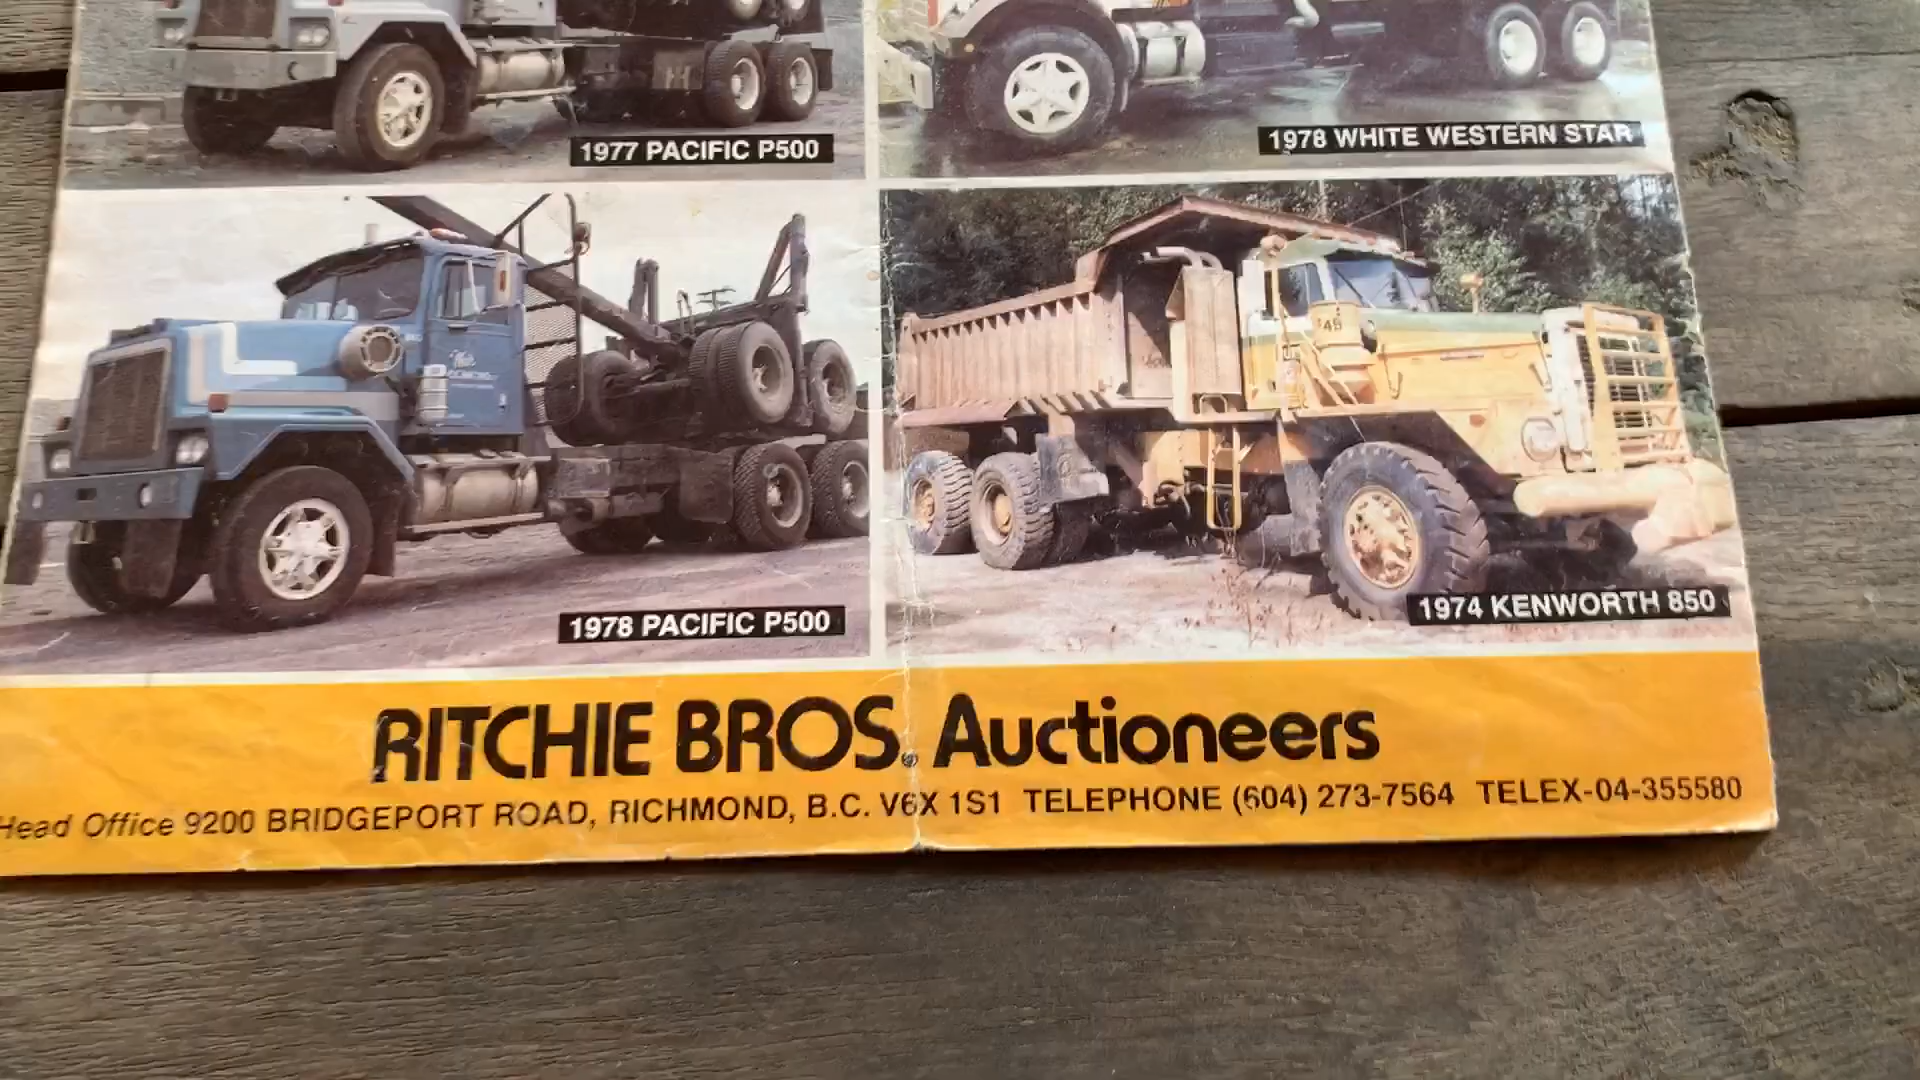 1977 PACIFIC P500
1978 WHITE WESTERN STAR
1978 PACIFIC P500
49
1974 KENWORTH 850
RITCHIE BROS. Auctioneers
Head Office 9200 BRIDGEPORT ROAD, RICHMOND, B.C. V6X 1S1 TELEPHONE (604) 273-7564 TELEX-04-355580